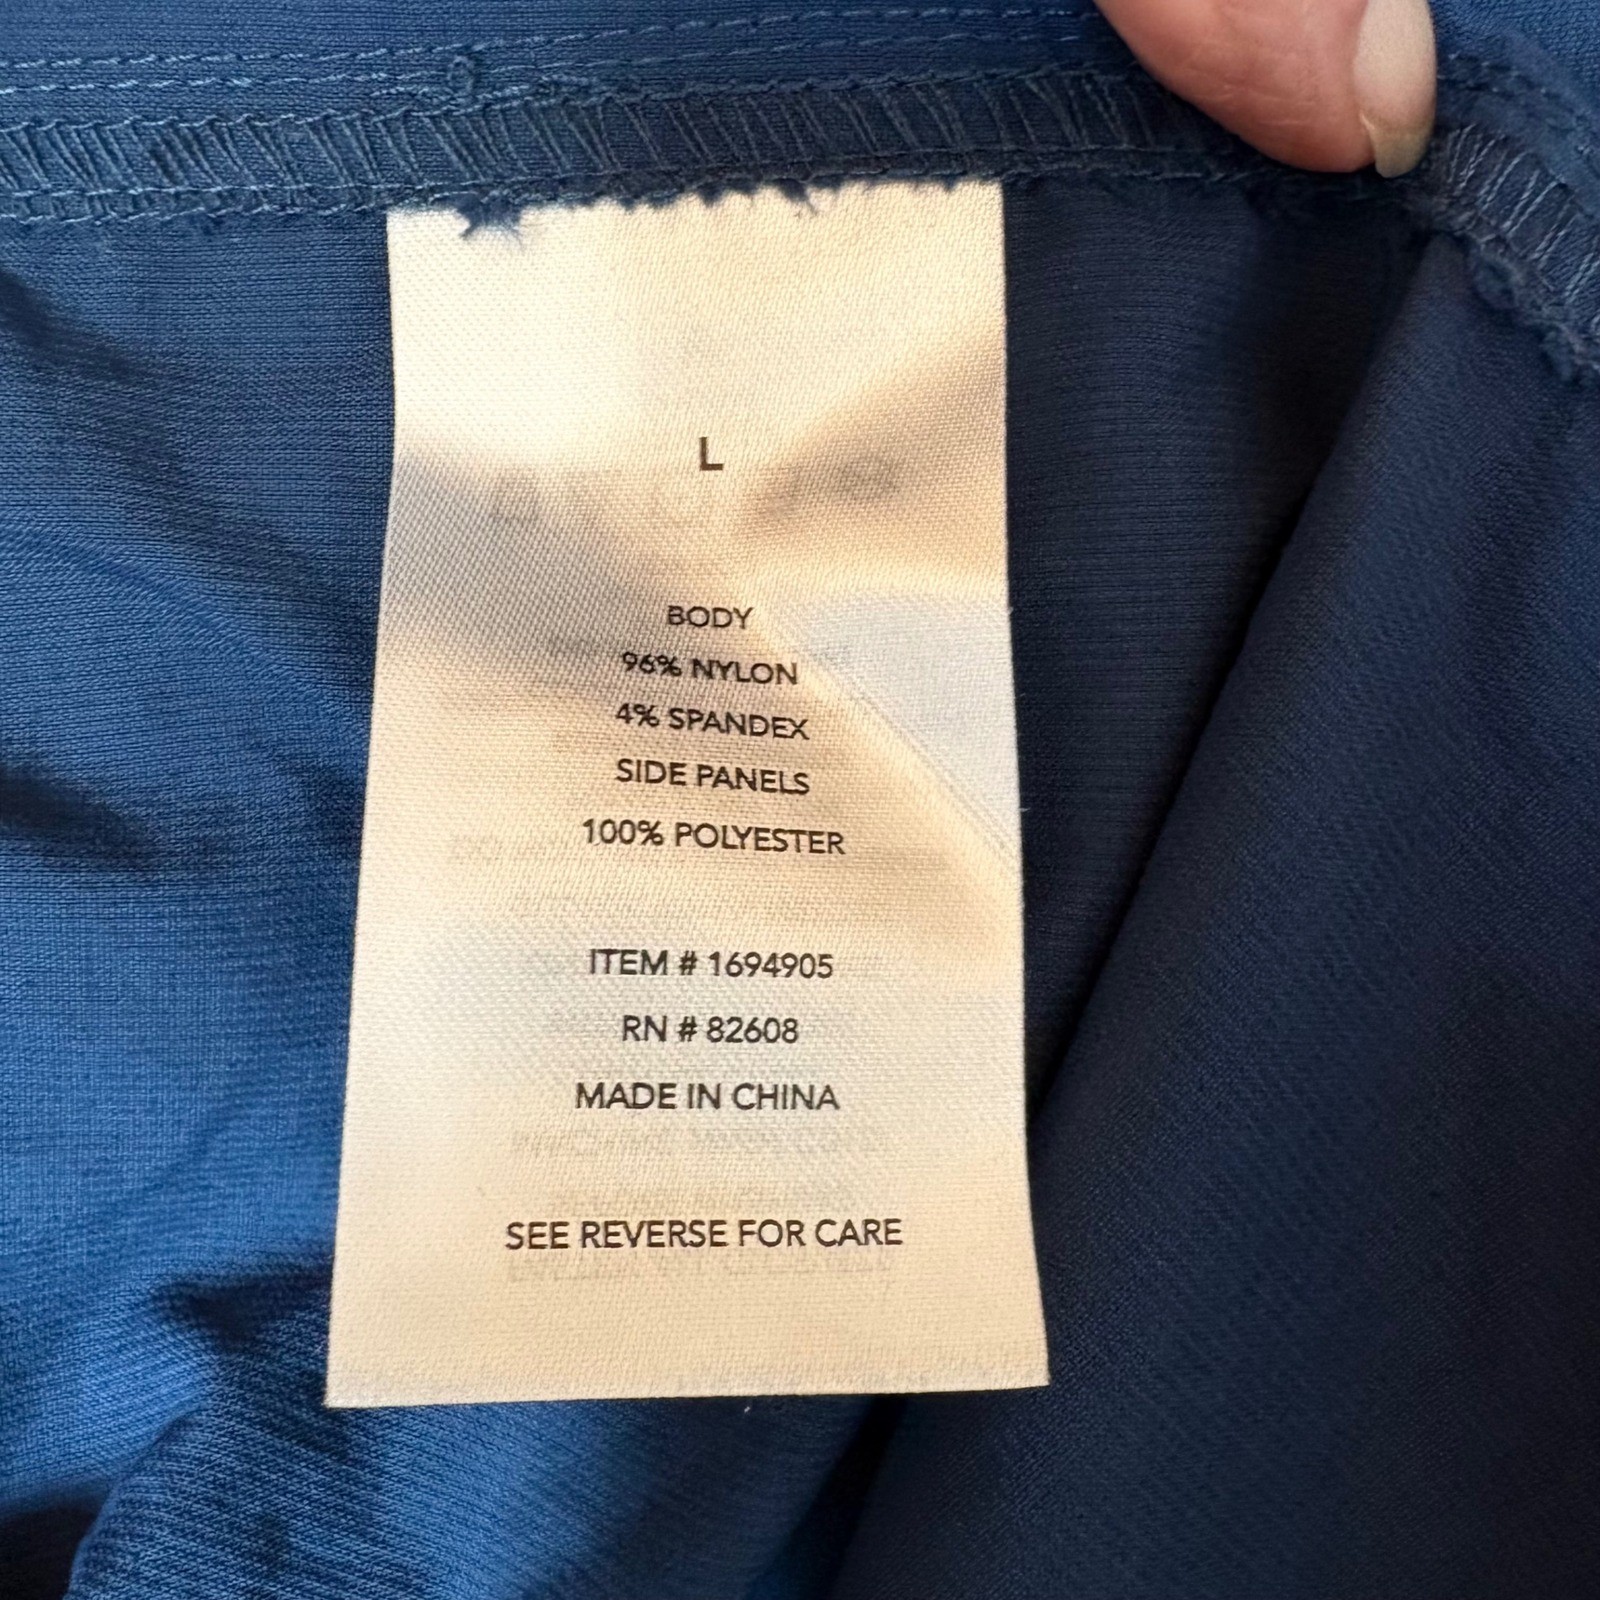 L
BODY
96% NYLON
4% SPANDEX
SIDE PANELS
100% POLYESTER
ITEM # 1694905
RN # 82608
MADE IN CHINA
SEE REVERSE FOR CARE